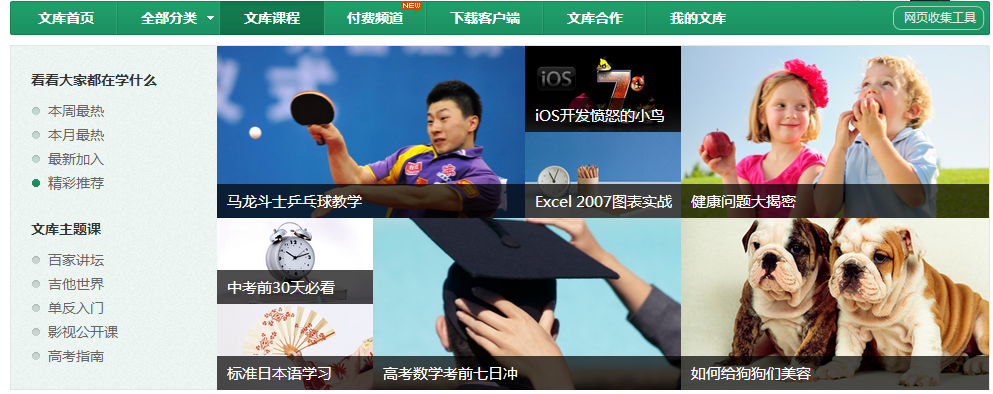 文库首页
全部分类
文库课程
付费频道
NEW
下载客户端
文库合作
我的文库
网页收集工具
看看大家都在学什么
本周最热
本月最热
最新加入
精彩推荐
文库主题课
百家讲坛
吉他世界
单反入门
影视公开课
高考指南
马龙斗士乒乓球教学
iOS
7
iOS开发愤怒的小鸟
Excel 2007图表实战
健康问题大揭密
中考前30天必看
标准日本语学习
高考数学考前七日冲
如何给狗狗们美容